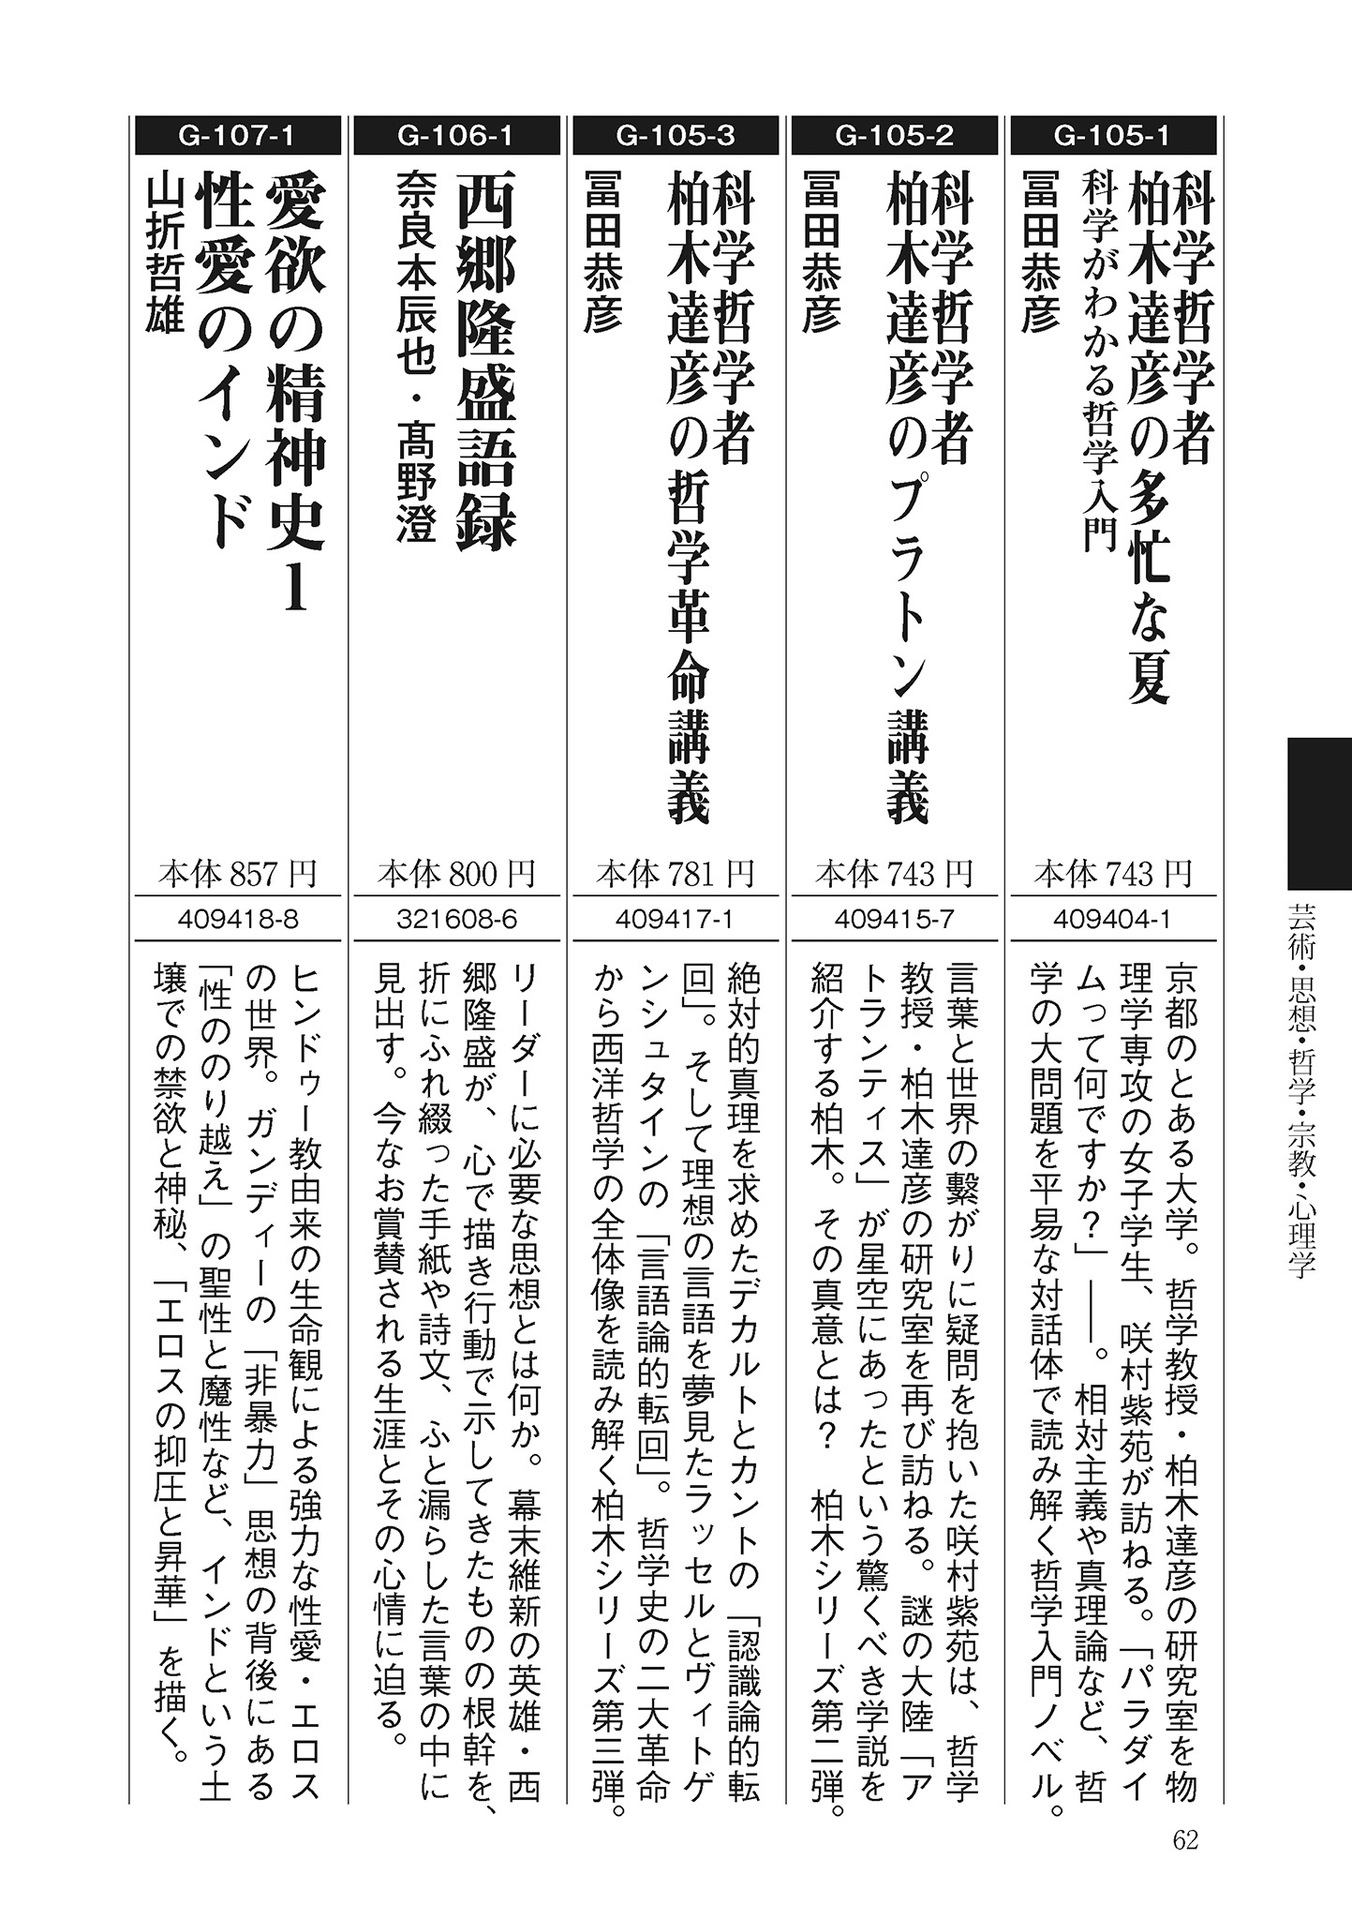 G-105-1
科学哲学者
柏木達彦の多忙な夏
科学がわかる哲学入門
冨田恭彦
本体743円
409404-1
京都のとある大学。哲学教授・柏木達彦の研究室を物
理学専攻の女子学生、咲村紫苑が訪ねる。「パラダイ
ムって何ですか?」――。相対主義や真理論など、哲
学の大問題を平易な対話体で読み解く哲学入門ノベル。
G-105-2
科学哲学者
柏木達彦のプラトン講義
冨田恭彦
本体743円
409415-7
言葉と世界の繋がりに疑問を抱いた咲村紫苑は、哲学
教授・柏木達彦の研究室を再び訪ねる。謎の大陸「ア
トランティス」が星空にあったという驚くべき学説を
紹介する柏木。その真意とは? 柏木シリーズ第二弾。
G-105-3
科学哲学者
柏木達彦の哲学革命講義
冨田恭彦
本体781円
409417-1
絶対的真理を求めたデカルトとカントの「認識論的転
回」。そして理想の言語を夢見たラッセルとヴィトゲ
ンシュタインの「言語論的転回」。哲学史の二大革命
から西洋哲学の全体像を読み解く柏木シリーズ第三弾。
G-106-1
西郷隆盛語録
奈良本辰也・髙野澄
本体800円
321608-6
リーダーに必要な思想とは何か。幕末維新の英雄・西
郷隆盛が、心で描き行動で示してきたものの根幹を、
折にふれ綴った手紙や詩文、ふと漏らした言葉の中に
見出す。今なお賞賛される生涯とその心情に迫る。
G-107-1
愛欲の精神史1
性愛のインド
山折哲雄
本体857円
409418-8
ヒンドゥー教由来の生命観による強力な性愛・エロス
の世界。ガンディーの「非暴力」思想の背後にある
「性ののり越え」の聖性と魔性など、インドという土
壌での禁欲と神秘、「エロスの抑圧と昇華」を描く。
芸術・思想・哲学・宗教・心理学
62